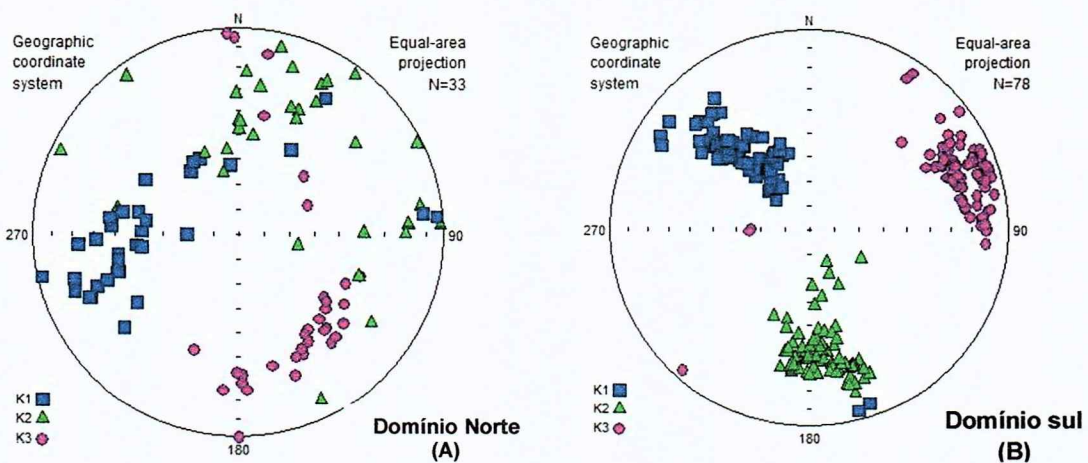 N
Geographic
coordinate
system
Equal-area
projection
N=33
270
90
K1
K2
K3
180
Domínio Norte
(A)
N
Geographic
coordinate
system
Equal-area
projection
N=78
270
90
K1
K2
K3
180
Domínio sul
(B)